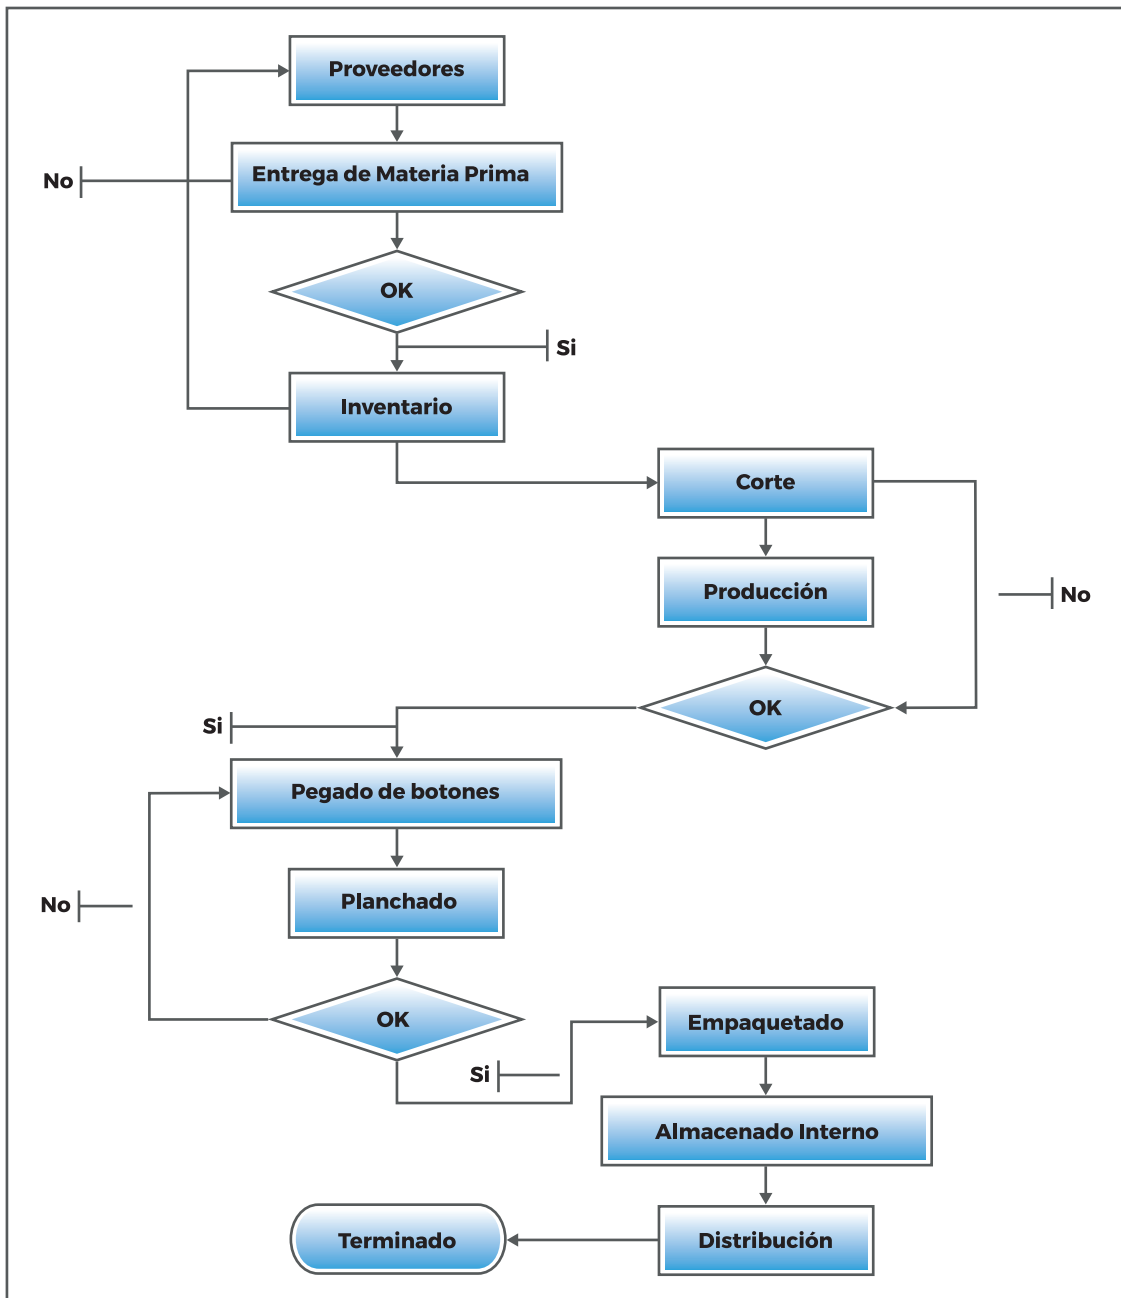 Proveedores
Entrega de Materia Prima
No
OK
Si
Inventario
Corte
Producción
No
OK
Si
Pegado de botones
Planchado
No
OK
Empaquetado
Si
Almacenado Interno
Distribución
Terminado